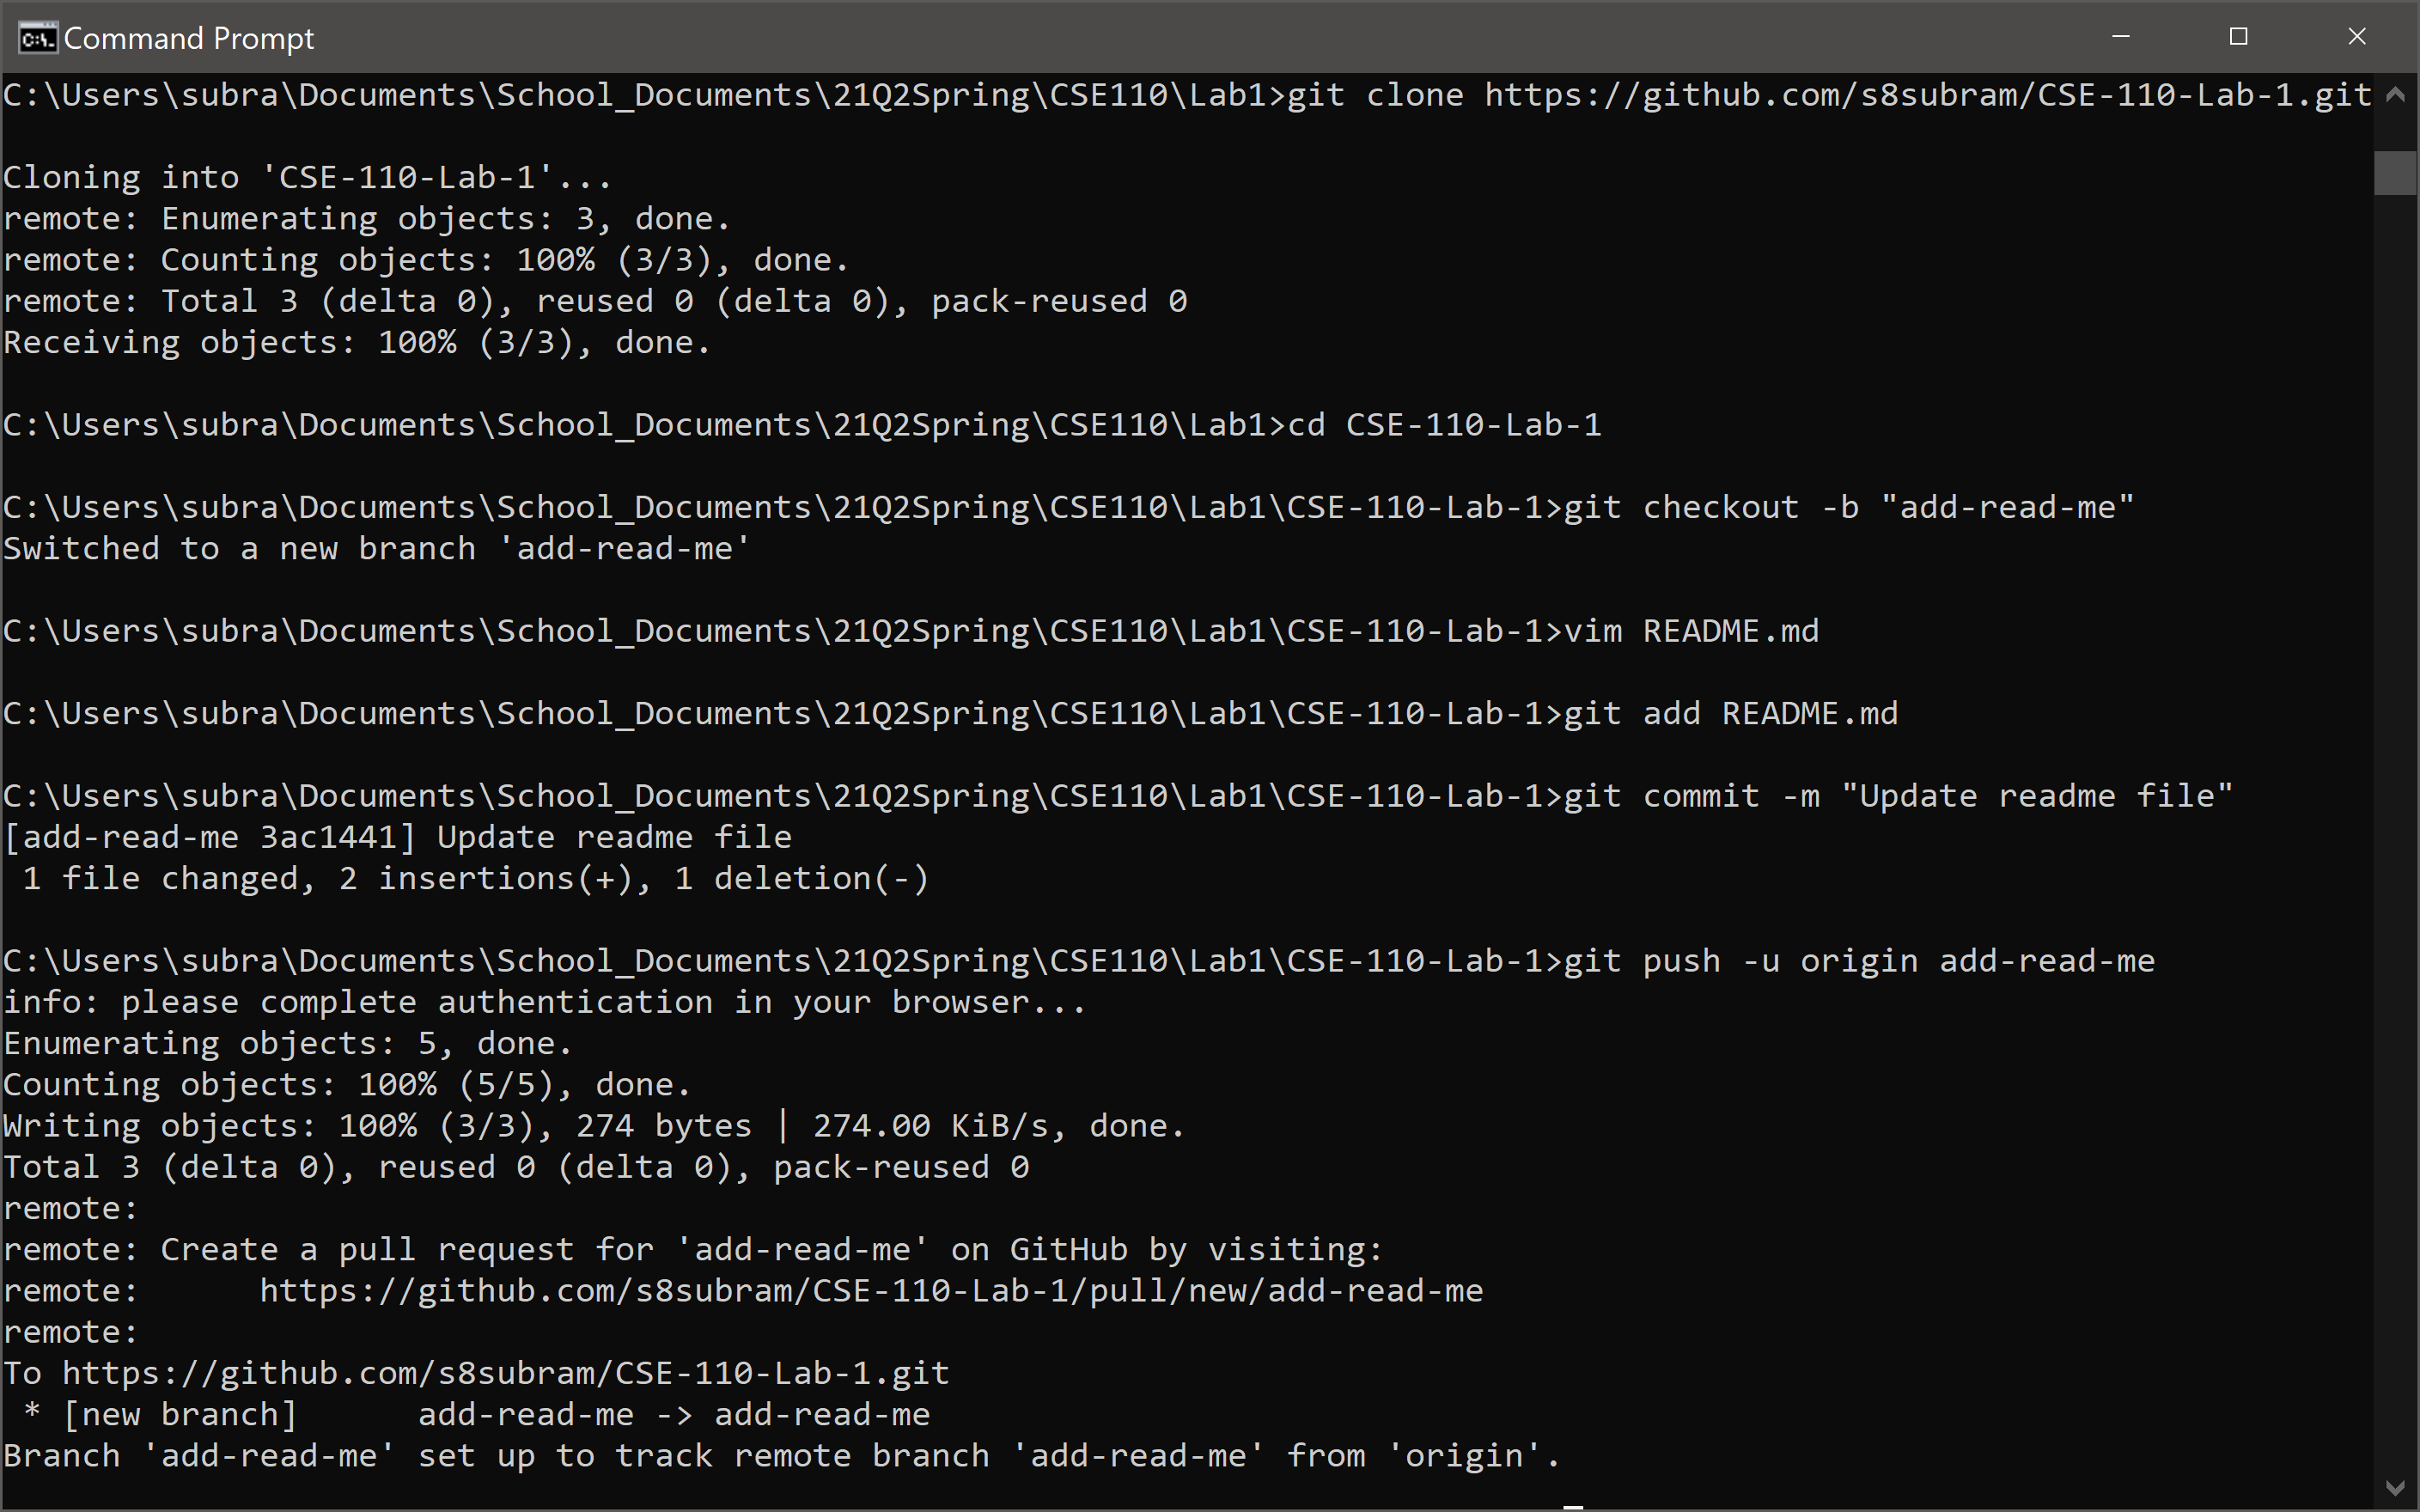 Command Prompt
C:\Users\subra\Documents\School_Documents\21Q2Spring\CSE110\Lab1>git clone https://github.com/s8subram/CSE-110-Lab-1.git
Cloning into 'CSE-110-Lab-1'...
remote: Enumerating objects: 3, done.
remote: Counting objects: 100% (3/3), done.
remote: Total 3 (delta 0), reused 0 (delta 0), pack-reused 0
Receiving objects: 100% (3/3), done.
C:\Users\subra\Documents\School_Documents\21Q2Spring\CSE110\Lab1>cd CSE-110-Lab-1
C:\Users\subra\Documents\School_Documents\21Q2Spring\CSE110\Lab1\CSE-110-Lab-1>git checkout -b "add-read-me"
Switched to a new branch 'add-read-me'
C:\Users\subra\Documents\School_Documents\21Q2Spring\CSE110\Lab1\CSE-110-Lab-1>vim README.md
C:\Users\subra\Documents\School_Documents\21Q2Spring\CSE110\Lab1\CSE-110-Lab-1>git add README.md
C:\Users\subra\Documents\School_Documents\21Q2Spring\CSE110\Lab1\CSE-110-Lab-1>git commit -m "Update readme file"
[add-read-me 3ac1441] Update readme file
 1 file changed, 2 insertions(+), 1 deletion(-)
C:\Users\subra\Documents\School_Documents\21Q2Spring\CSE110\Lab1\CSE-110-Lab-1>git push -u origin add-read-me
info: please complete authentication in your browser...
Enumerating objects: 5, done.
Counting objects: 100% (5/5), done.
Writing objects: 100% (3/3), 274 bytes | 274.00 KiB/s, done.
Total 3 (delta 0), reused 0 (delta 0), pack-reused 0
remote:
remote: Create a pull request for 'add-read-me' on GitHub by visiting:
remote:      https://github.com/s8subram/CSE-110-Lab-1/pull/new/add-read-me
remote:
To https://github.com/s8subram/CSE-110-Lab-1.git
 * [new branch]      add-read-me -> add-read-me
Branch 'add-read-me' set up to track remote branch 'add-read-me' from 'origin'.